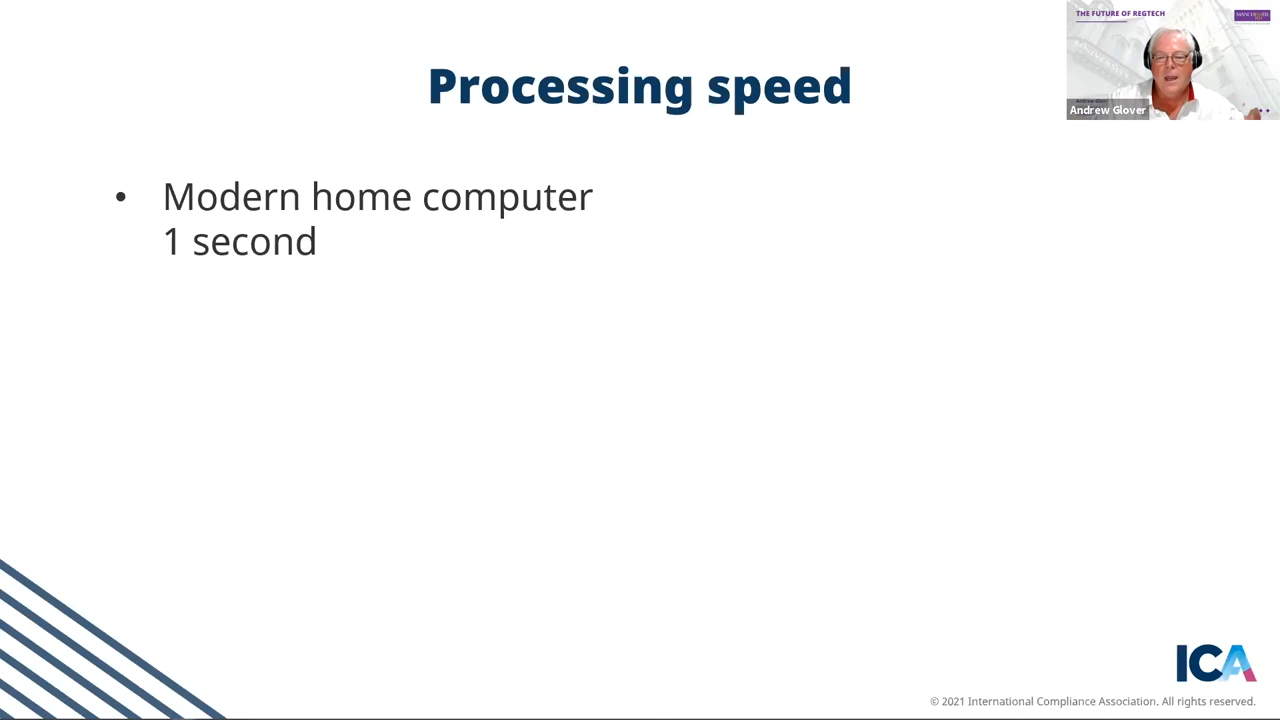 THE FUTURE OF REGTECH
Andrew Glover
Processing speed
• Modern home computer
1 second
ICA
© 2021 International Compliance Association. All rights reserved.